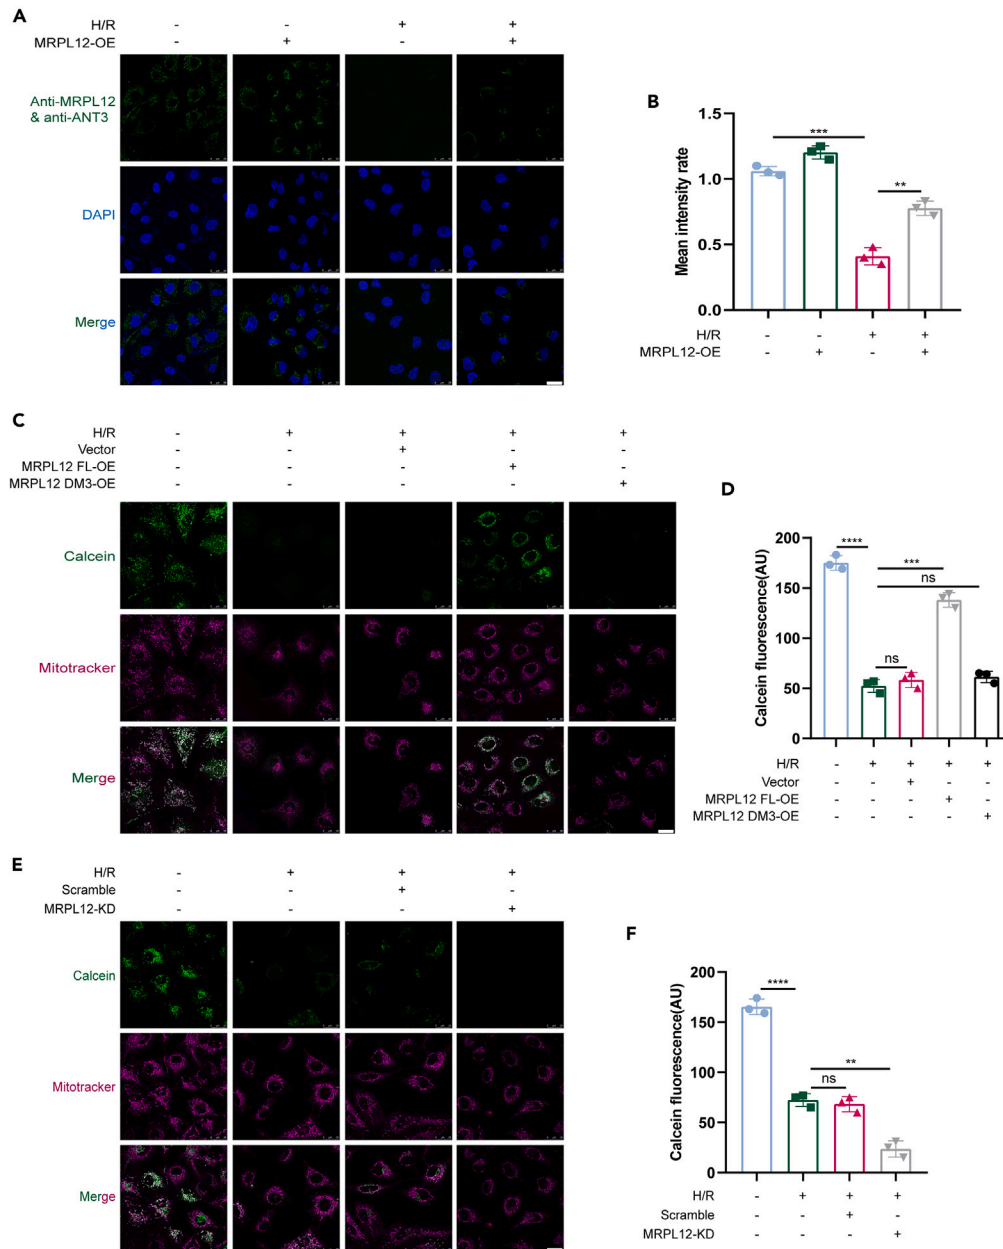 A
H/R - - + +
MRPL12-OE - + - +
Anti-MRPL12
& anti-ANT3
DAPI
Merge
B
Mean intensity rate
1.5
1.0
0.5
0.0
***
**
H/R - - + +
MRPL12-OE - + - +
C
H/R - + + + +
Vector - - + - -
MRPL12 FL-OE - - - + -
MRPL12 DM3-OE - - - - +
Calcein
Mitotracker
Merge
D
Calcein fluorescence(AU)
200
150
100
50
0
****
***
ns
ns
H/R - + + + +
Vector - - + - -
MRPL12 FL-OE - - - + -
MRPL12 DM3-OE - - - - +
E
H/R - + + +
Scramble - - + -
MRPL12-KD - - - +
Calcein
Mitotracker
Merge
F
Calcein fluorescence(AU)
200
150
100
50
0
****
**
ns
H/R - + + +
Scramble - - + -
MRPL12-KD - - - +